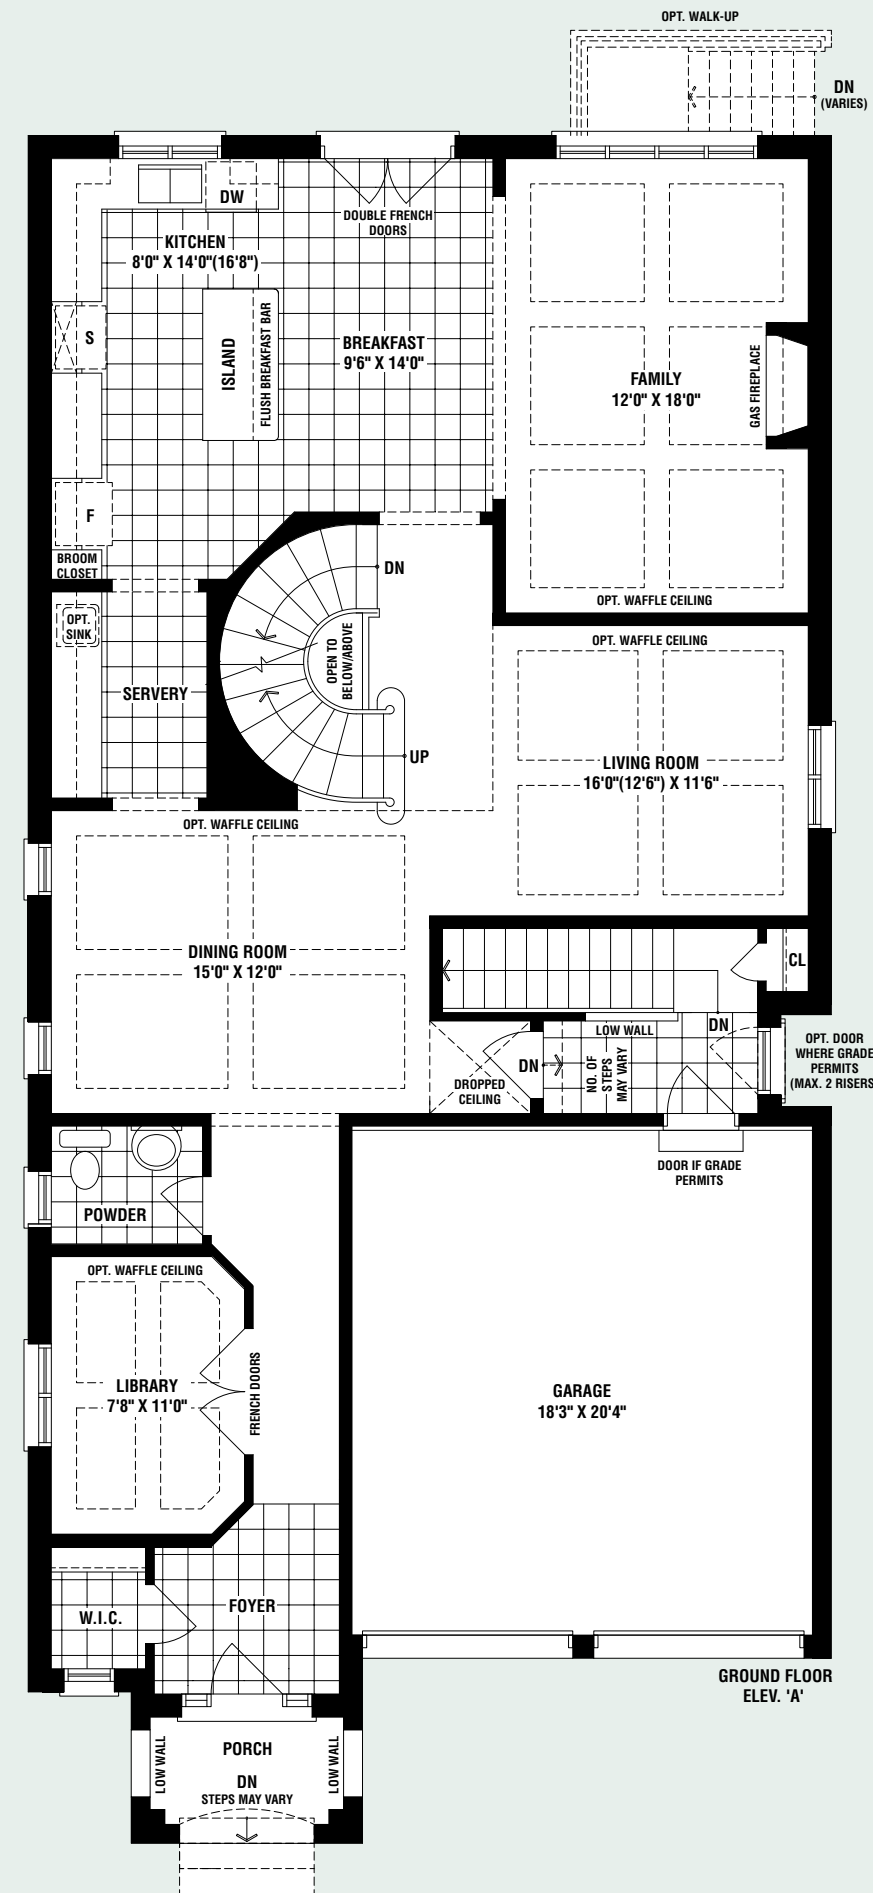 OPT. WALK-UP
DN
(VARIES)
DW
DOUBLE FRENCH
DOORS
KITCHEN
8'0" X 14'0"(16'8")
S
ISLAND
FLUSH BREAKFAST BAR
BREAKFAST
9'6" X 14'0"
FAMILY
12'0" X 18'0"
GAS FIREPLACE
F
BROOM
CLOSET
DN
OPT. WAFFLE CEILING
OPT.
SINK
OPEN TO
BELOW/ABOVE
OPT. WAFFLE CEILING
SERVERY
UP
LIVING ROOM
16'0"(12'6") X 11'6"
OPT. WAFFLE CEILING
DINING ROOM
15'0" X 12'0"
CL
DN
LOW WALL
OPT. DOOR
WHERE GRADE
PERMITS
(MAX. 2 RISERS
DN
NO. OF
STEPS
MAY VARY
DROPPED
CEILING
DOOR IF GRADE
PERMITS
POWDER
OPT. WAFFLE CEILING
LIBRARY
7'8" X 11'0"
FRENCH DOORS
GARAGE
18'3" X 20'4"
W.I.C.
FOYER
GROUND FLOOR
ELEV. 'A'
LOW WALL
PORCH
LOW WALL
DN
STEPS MAY VARY